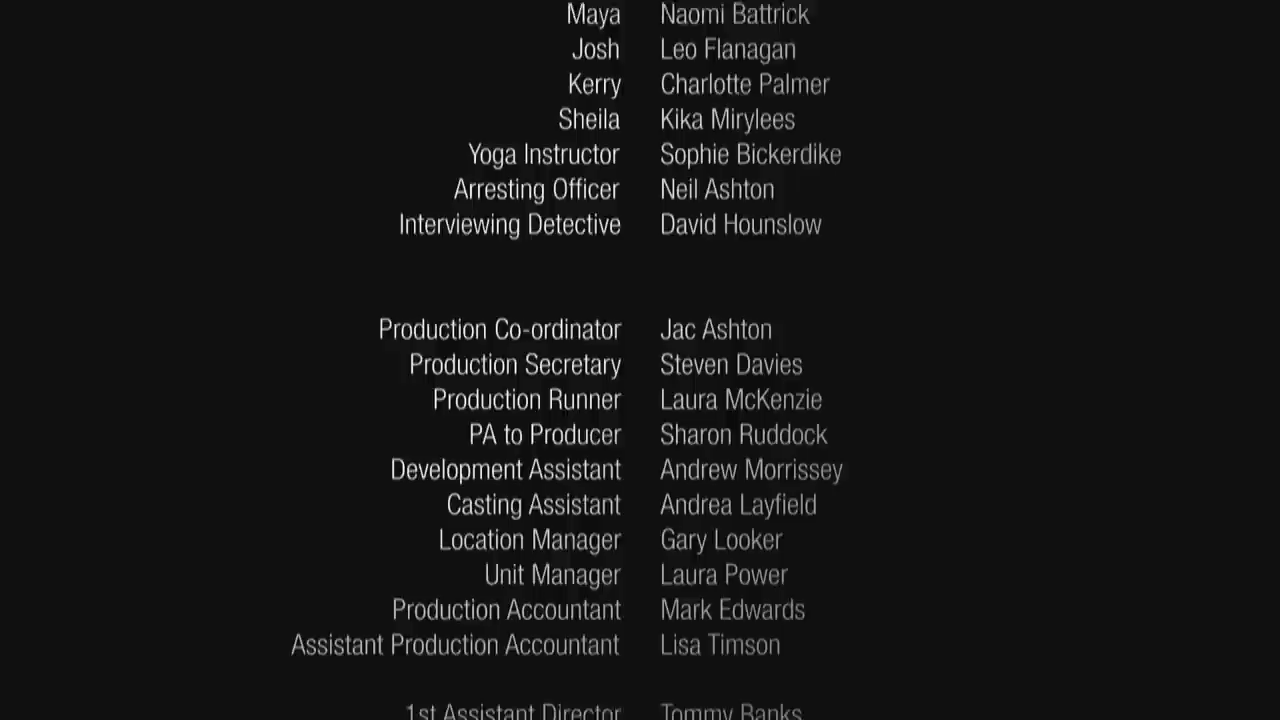 Maya Naomi Battrick
Josh Leo Flanagan
Kerry Charlotte Palmer
Sheila Kika Mirylees
Yoga Instructor Sophie Bickerdike
Arresting Officer Neil Ashton
Interviewing Detective David Hounslow
Production Co-ordinator Jac Ashton
Production Secretary Steven Davies
Production Runner Laura McKenzie
PA to Producer Sharon Ruddock
Development Assistant Andrew Morrissey
Casting Assistant Andrea Layfield
Location Manager Gary Looker
Unit Manager Laura Power
Production Accountant Mark Edwards
Assistant Production Accountant Lisa Timson
1st Assistant Director Tommy Banks